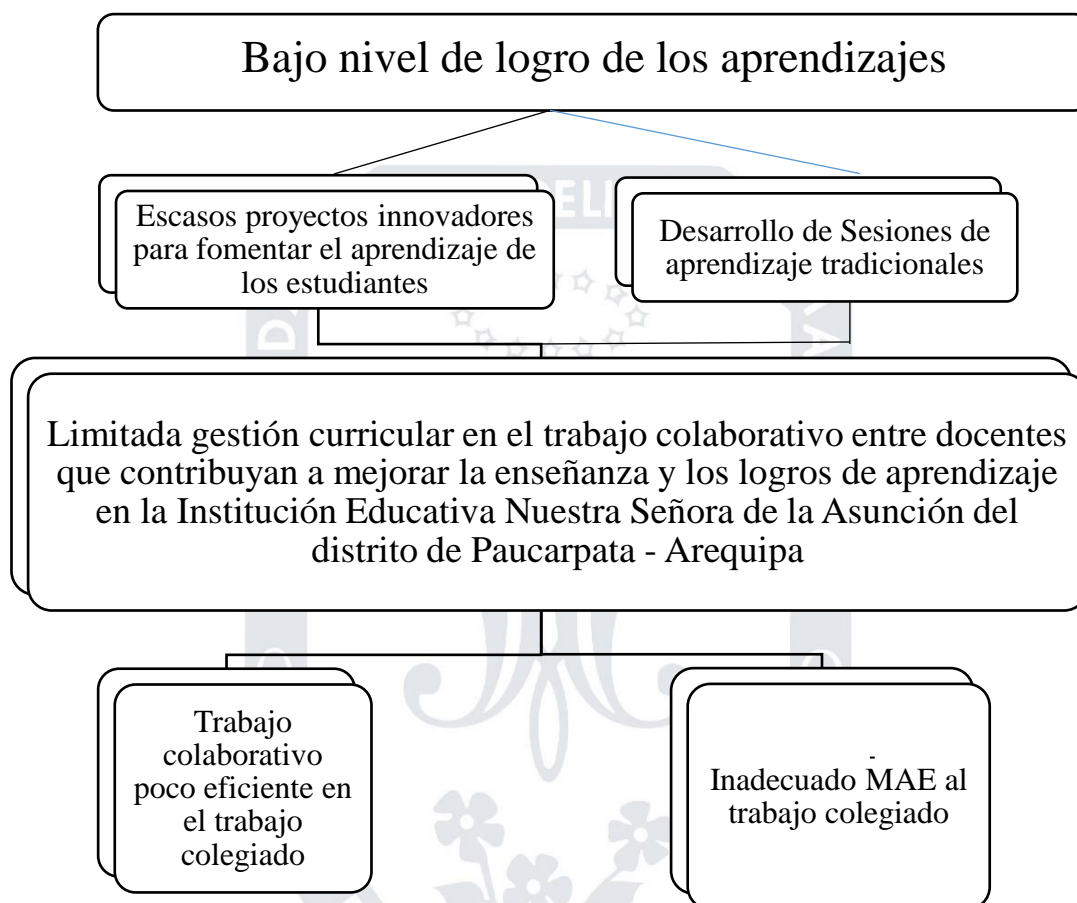 Bajo nivel de logro de los aprendizajes
Escasos proyectos innovadores
para fomentar el aprendizaje de
los estudiantes
Desarrollo de Sesiones de
aprendizaje tradicionales
Limitada gestión curricular en el trabajo colaborativo entre docentes
que contribuyan a mejorar la enseñanza y los logros de aprendizaje
en la Institución Educativa Nuestra Señora de la Asunción del
distrito de Paucarpata - Arequipa
Trabajo
colaborativo
poco eficiente en
el trabajo
colegiado
-
Inadecuado MAE al
trabajo colegiado